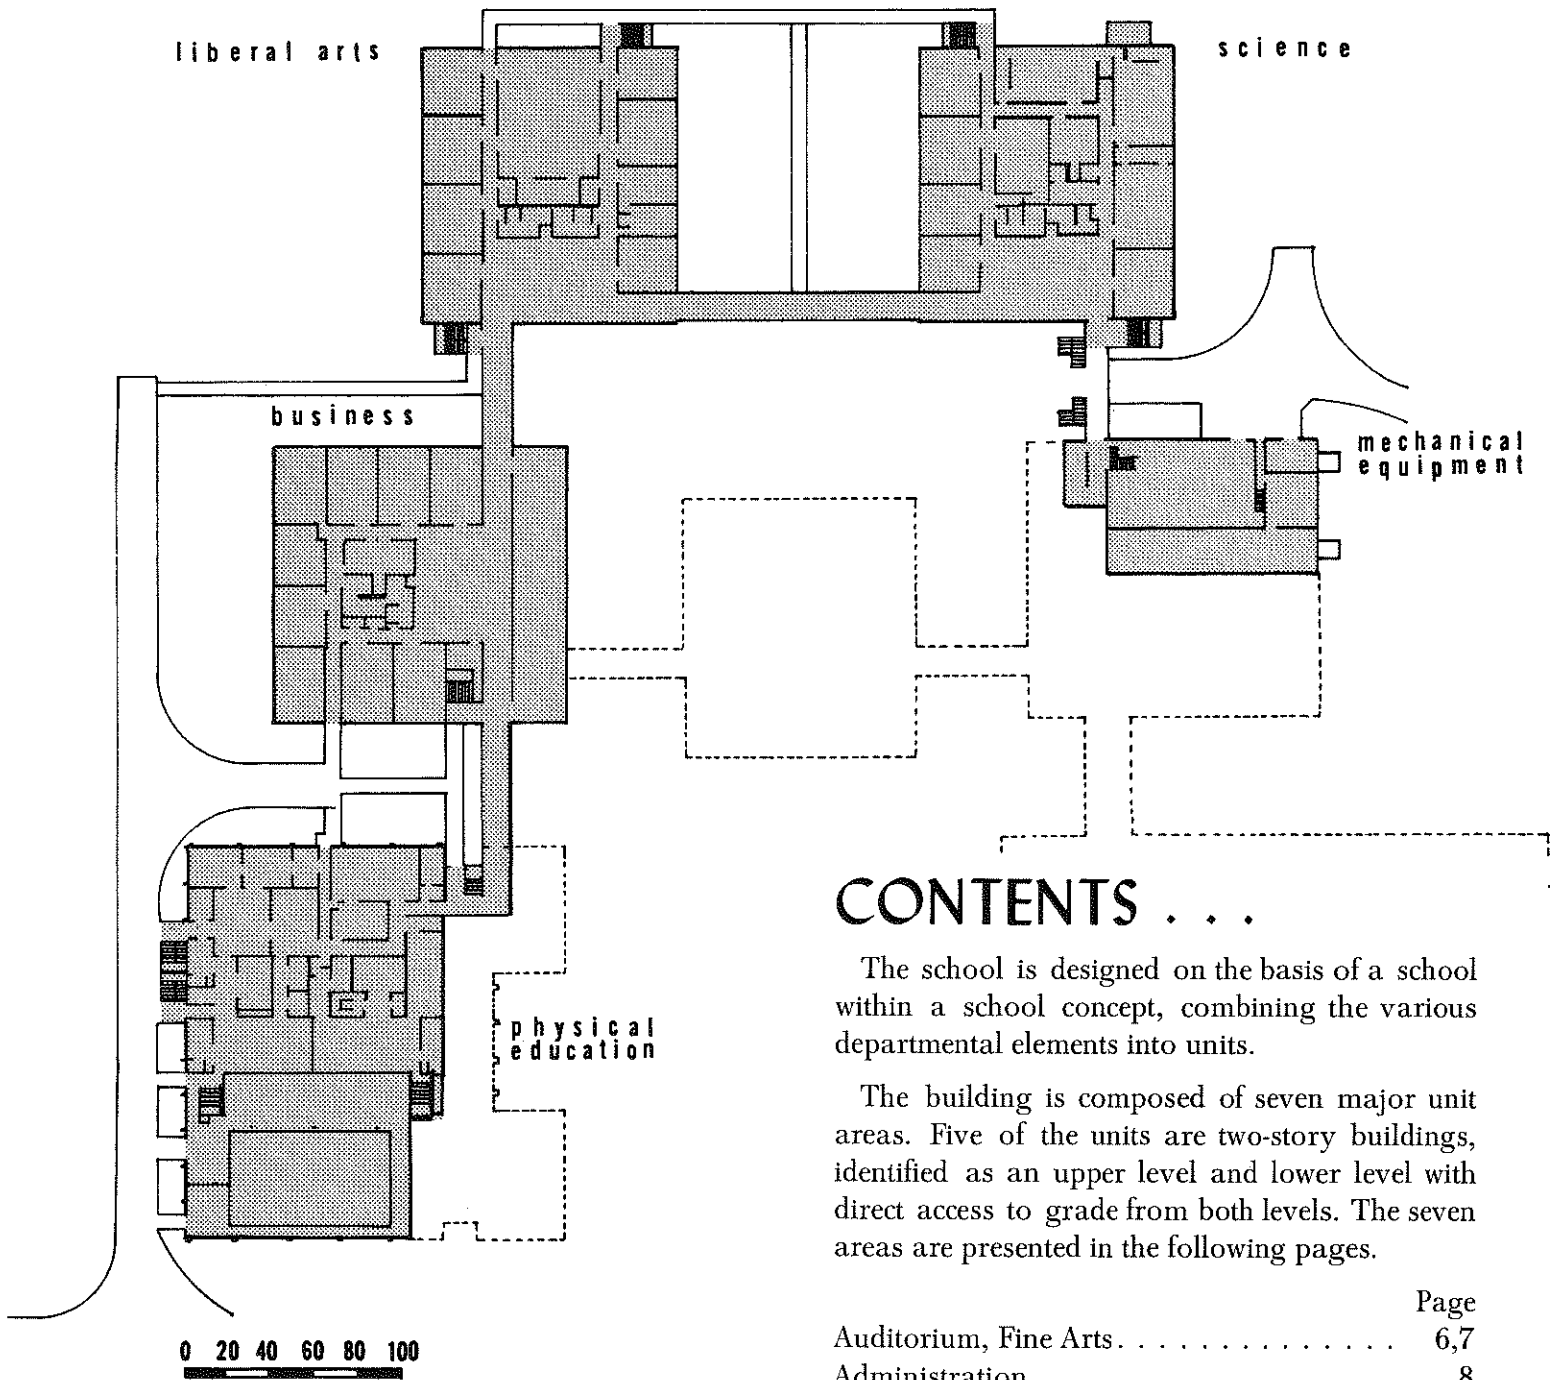 liberal arts
science
business
mechanical
equipment
physical
education
CONTENTS . . .
The school is designed on the basis of a school
within a school concept, combining the various
departmental elements into units.
The building is composed of seven major unit
areas. Five of the units are two-story buildings,
identified as an upper level and lower level with
direct access to grade from both levels. The seven
areas are presented in the following pages.
Page
Auditorium, Fine Arts. . . . . . . . . . . . . . 6,7
Administration 8
0 20 40 60 80 100